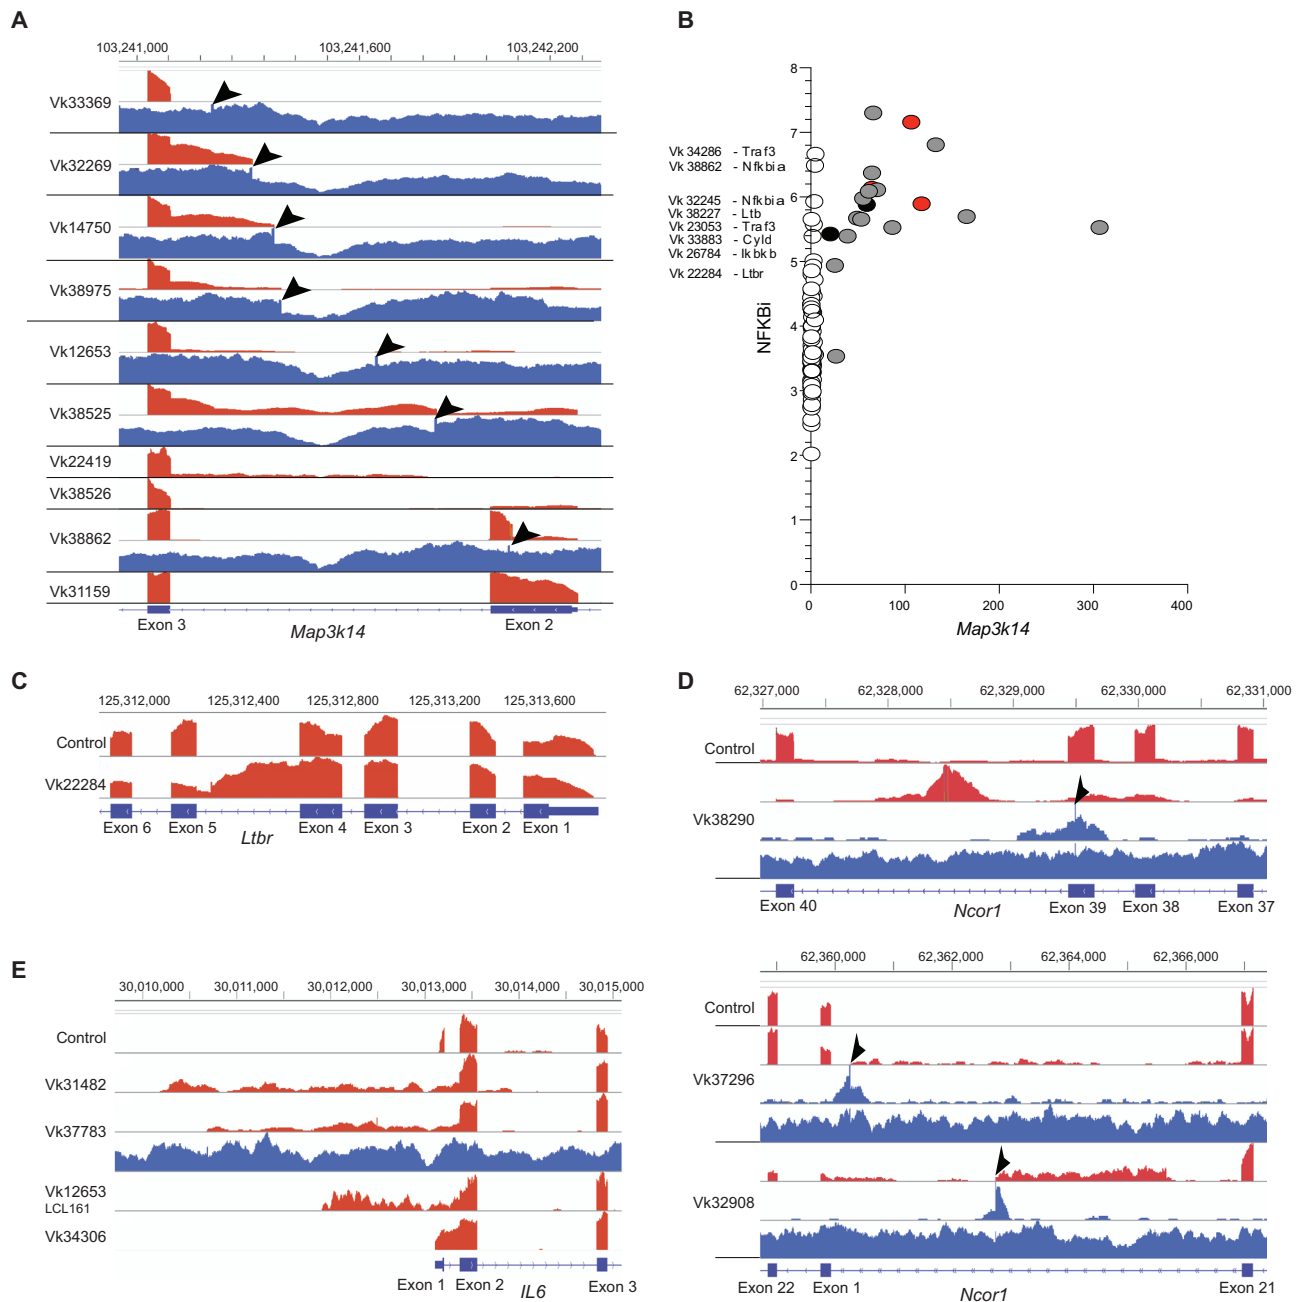 A
103,241,000 103,241,600 103,242,200
Vk33369
Vk32269
Vk14750
Vk38975
Vk12653
Vk38525
Vk22419
Vk38526
Vk38862
Vk31159
Exon 3 Exon 2
Map3k14
B
8
7
6
5
4
3
2
1
0
NFKBi
Vk 34286 - Traf3
Vk 38862 - Nfkbia
Vk 32245 - Nfkbia
Vk 38227 - Ltb
Vk 23053 - Traf3
Vk 33883 - Cyld
Vk 26784 - Ikbkb
Vk 22284 - Ltbr
0 100 200 300 400
Map3k14
C
125,312,000 125,312,400 125,312,800 125,313,200 125,313,600
Control
Vk22284
Exon 6 Exon 5 Exon 4 Exon 3 Exon 2 Exon 1
Ltbr
D
62,327,000 62,328,000 62,329,000 62,330,000 62,331,000
Control
Vk38290
Exon 40 Exon 39 Exon 38 Exon 37
Ncor1
62,360,000 62,362,000 62,364,000 62,366,000
Control
Vk37296
Vk32908
Exon 22 Exon 1 Exon 21
Ncor1
E
30,010,000 30,011,000 30,012,000 30,013,000 30,014,000 30,015,000
Control
Vk31482
Vk37783
Vk12653
LCL161
Vk34306
Exon 1 Exon 2 Exon 3
IL6